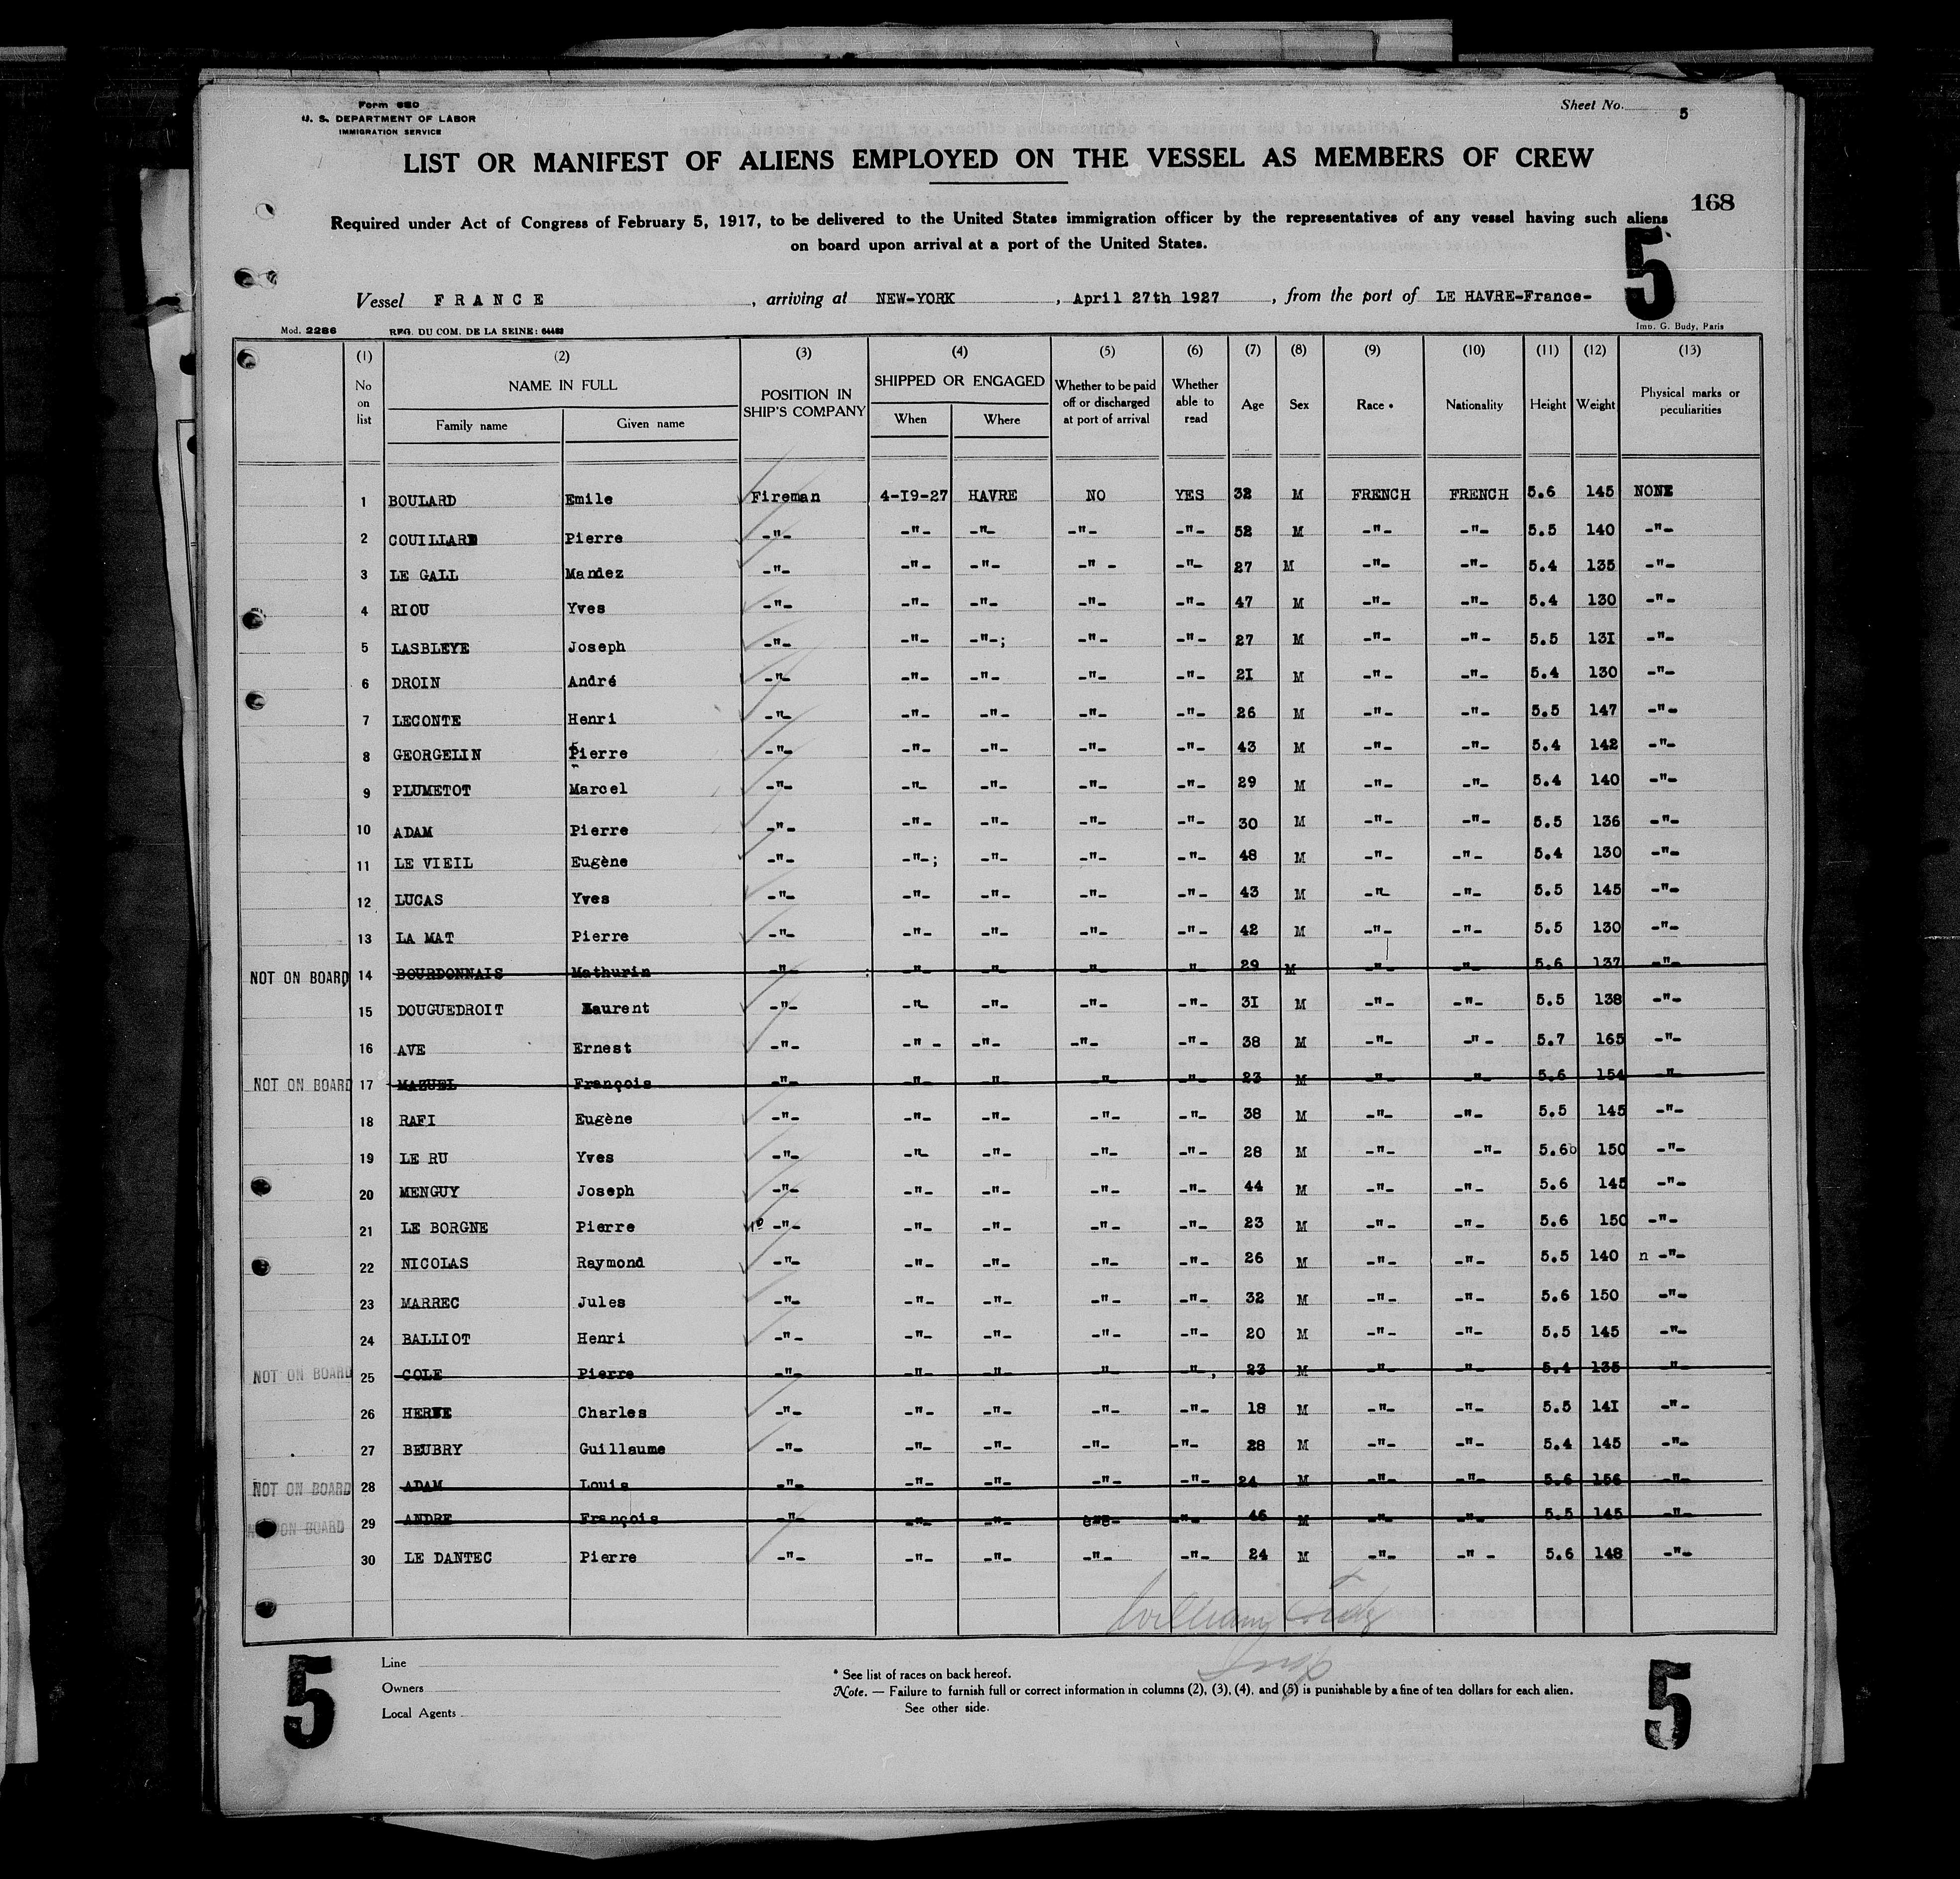 Form 680
U. S. DEPARTMENT OF LABOR
IMMIGRATION SERVICE
Sheet No. 5
LIST OR MANIFEST OF ALIENS EMPLOYED ON THE VESSEL AS MEMBERS OF CREW
168
Required under Act of Congress of February 5, 1917, to be delivered to the United States immigration officer by the representatives of any vessel having such aliens
on board upon arrival at a port of the United States.
5
Vessel FRANCE, arriving at NEW-YORK, April 27th 1927, from the port of LE HAVRE-France-
Mod. 2286 REG. DU COM. DE LA SEINE: 64483 Imp. G. Budy, Paris
(1) (2) (3) (4) (5) (6) (7) (8) (9) (10) (11) (12) (13)
No on list NAME IN FULL Family name Given name POSITION IN SHIP'S COMPANY SHIPPED OR ENGAGED When Where Whether to be paid off or discharged at port of arrival Whether able to read Age Sex Race * Nationality Height Weight Physical marks or peculiarities
1 BOULARD Emile Fireman 4-I9-27 HAVRE NO YES 32 M FRENCH FRENCH 5.6 145 NONE
2 COUILLARD Pierre -"- -"- -"- -"- -"- 52 M -"- -"- 5.5 140 -"-
3 LE GALL Mandez -"- -"- -"- -" - -"- 27 M -"- -"- 5.4 135 -"-
4 RIOU Yves -"- -"- -"- -"- -"- 47 M -"- -"- 5.4 130 -"-
5 LASBLEYE Joseph -"- -"- -"-; -"- -"- 27 M -"- -"- 5.5 13I -"-
6 DROIN André -"- -"- -"- -"- -"- 2I M -"- -"- 5.4 130 -"-
7 LECONTE Henri -"- -"- -"- -"- -"- 26 M -"- -"- 5.5 147 -"-
8 GEORGELIN Pierre -"- -"- -"- -"- -"- 43 M -"- -"- 5.4 142 -"-
9 PLUMETOT Marcel -"- -"- -"- -"- -"- 29 M -"- -"- 5.4 140 -"-
10 ADAM Pierre -"- -"- -"- -"- -"- 30 M -"- -"- 5.5 136 -"-
11 LE VIEIL Eugène -"- -"-; -"- -"- -"- 48 M -"- -"- 5.4 130 -"-
12 LUCAS Yves -"- -"- -"- -"- -"- 43 M -"- -"- 5.5 145 -"-
13 LA MAT Pierre -"- -"- -"- -"- -"- 42 M -"- -"- 5.5 130 -"-
NOT ON BOARD 14 BOURDONNAIS Mathurin -"- -"- -"- -"- -"- 29 M -"- -"- 5.6 137 -"-
15 DOUGUEDROIT Laurent -"- -"- -"- -"- -"- 3I M -"- -"- 5.5 138 -"-
16 AVE Ernest -"- -" - -"- -"- -"- 38 M -"- -" - 5.7 165 -"-
NOT ON BOARD 17 MAZUEL François -"- -"- -"- -"- -"- 23 M -"- -"- 5.6 154 -"-
18 RAFI Eugène -"- -"- -"- -"- -"- 38 M -"- -"- 5.5 145 -"-
19 LE RU Yves -"- -"- -"- -"- -"- 28 M -"- -"- 5.6b 150 -"-
20 MENGUY Joseph -"- -"- -"- -"- -"- 44 M -"- -"- 5.6 145 -"-
21 LE BORGNE Pierre -"- -"- -"- -"- -"- 23 M -"- -"- 5.6 150 -"-
22 NICOLAS Raymond -"- -"- -"- -"- -"- 26 M -"- -"- 5.5 140 n -"-
23 MARREC Jules -"- -"- -"- -"- -"- 32 M -"- -"- 5.6 150 -"-
24 BALLIOT Henri -"- -"- -"- -"- -"- 20 M -"- -"- 5.5 145 -"-
NOT ON BOARD 25 COLE Pierre -"- -"- -"- -"- -"-, 23 M -"- -"- 5.4 135 -"-
26 HERNE Charles -"- -"- -"- -"- -"- 18 M -"- -"- 5.5 14I -"-
27 BEUBRY Guillaume -"- -"- -"- -"- -"- 28 M -"- -"- 5.4 145 -"-
NOT ON BOARD 28 ADAM Louis -"- -"- -"- -"- -"- 24 M -"- -"- 5.6 156 -"-
NOT ON BOARD 29 ANDRE François -"- -"- -"- -"- 46 M -"- -"- 5.5 145 -"-
30 LE DANTEC Pierre -"- -"- -"- -"- -"- 24 M -"- -" - 5.6 148 -"-
William
Insp
5
Line
Owners
Local Agents
* See list of races on back hereof.
Note. — Failure to furnish full or correct information in columns (2), (3), (4), and (5) is punishable by a fine of ten dollars for each alien.
See other side.
5